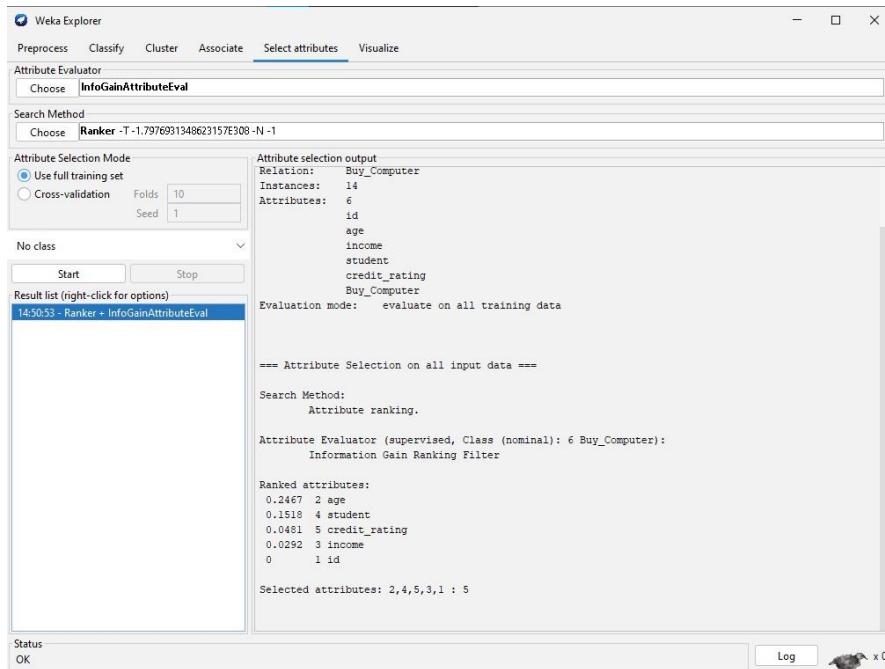 Weka Explorer
Preprocess Classify Cluster Associate Select attributes Visualize
Attribute Evaluator
Choose InfoGainAttributeEval
Search Method
Choose Ranker -T -1.7976931348623157E308 -N -1
Attribute Selection Mode
Use full training set
Cross-validation Folds 10
Seed 1
No class
Start Stop
Result list (right-click for options)
14:50:53 - Ranker + InfoGainAttributeEval
Attribute selection output
Relation: Buy_Computer
Instances: 14
Attributes: 6
id
age
income
student
credit_rating
Buy_Computer
Evaluation mode: evaluate on all training data
=== Attribute Selection on all input data ===
Search Method:
Attribute ranking.
Attribute Evaluator (supervised, Class (nominal): 6 Buy_Computer):
Information Gain Ranking Filter
Ranked attributes:
0.2467 2 age
0.1518 4 student
0.0481 5 credit_rating
0.0292 3 income
0 1 id
Selected attributes: 2,4,5,3,1 : 5
Status
OK
Log x 0